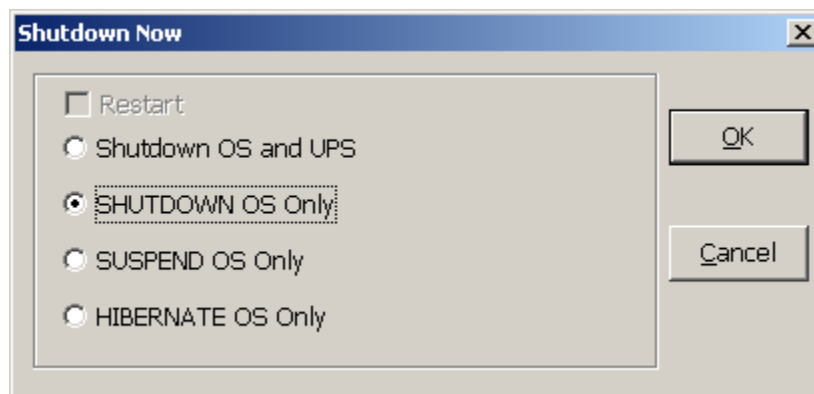 Shutdown Now
Restart
Shutdown OS and UPS
OK
SHUTDOWN OS Only
SUSPEND OS Only
Cancel
HIBERNATE OS Only